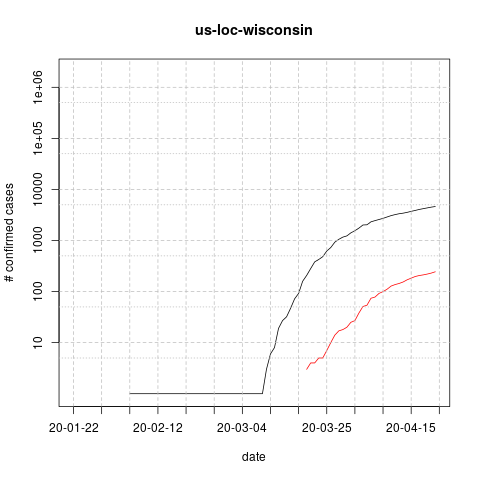 us-loc-wisconsin
# confirmed cases
1e+06
1e+05
10000
1000
100
10
20-01-22 20-02-12 20-03-04 20-03-25 20-04-15
date